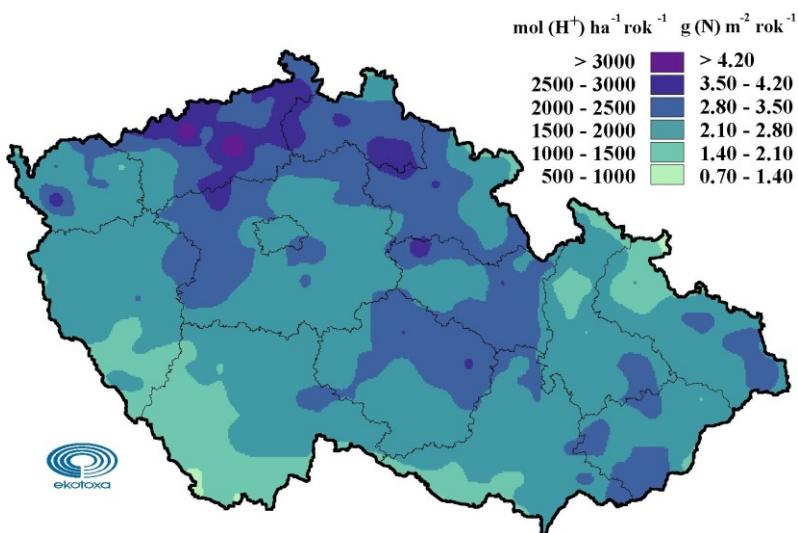 mol (H⁺) ha⁻¹ rok⁻¹ g (N) m⁻² rok⁻¹
> 3000 > 4.20
2500 - 3000 3.50 - 4.20
2000 - 2500 2.80 - 3.50
1500 - 2000 2.10 - 2.80
1000 - 1500 1.40 - 2.10
500 - 1000 0.70 - 1.40
ekotoxa